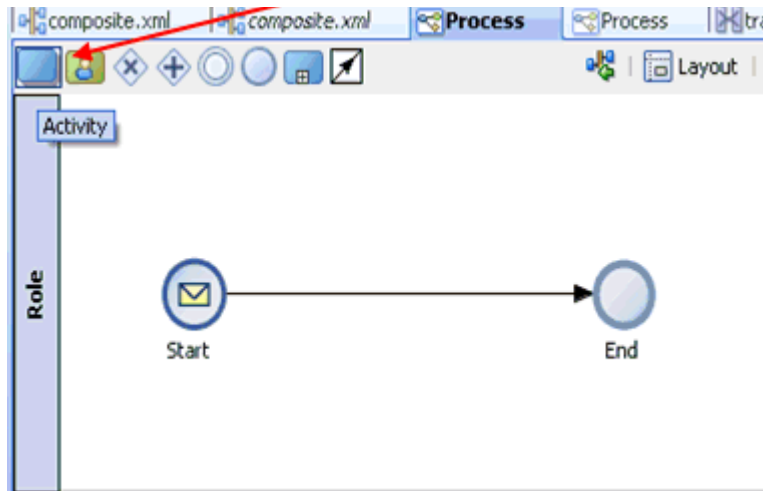 composite.xml composite.xml Process Process tra
Layout
Activity
Role
Start End